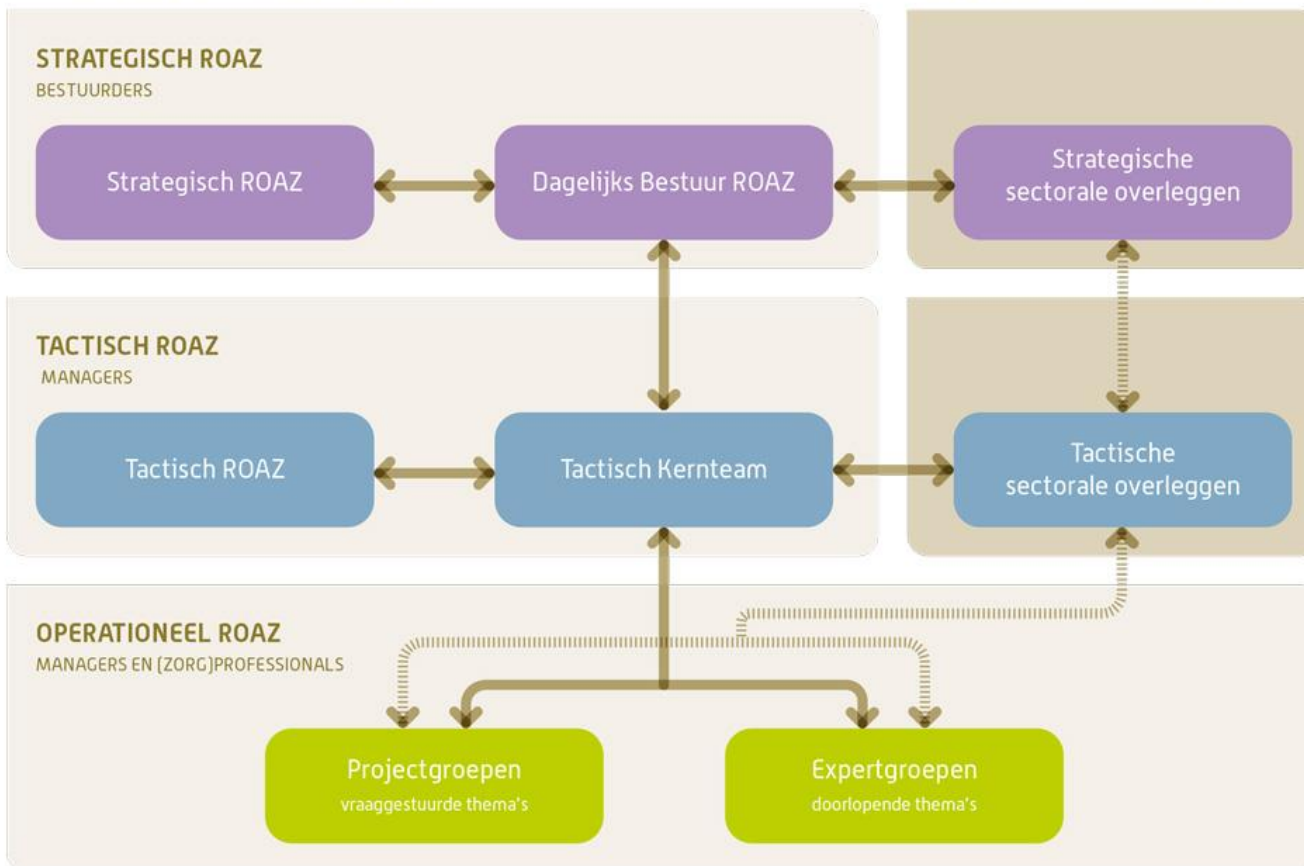 STRATEGISCH ROAZ
BESTUURDERS
Strategisch ROAZ
Dagelijks Bestuur ROAZ
Strategische
sectorale overleggen
TACTISCH ROAZ
MANAGERS
Tactisch ROAZ
Tactisch Kernteam
Tactische
sectorale overleggen
OPERATIONEEL ROAZ
MANAGERS EN (ZORG)PROFESSIONALS
Projectgroepen
vraaggestuurde thema's
Expertgroepen
doorlopende thema's